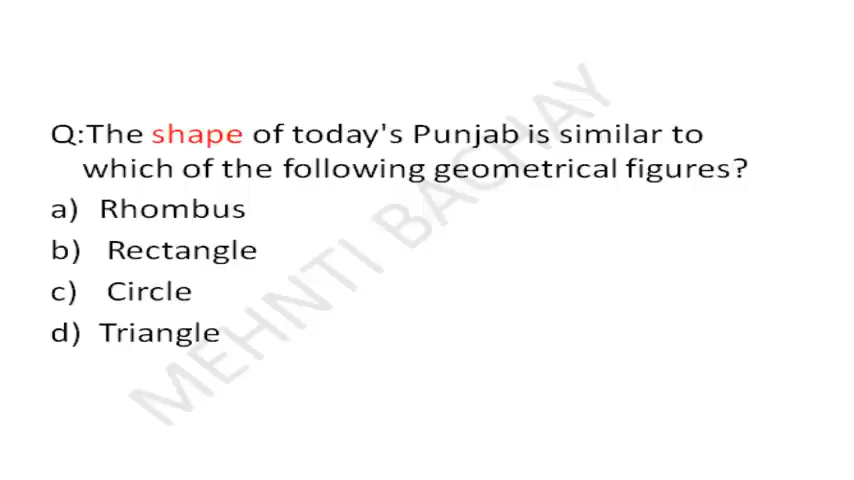 Q:The shape of today's Punjab is similar to
which of the following geometrical figures?
a) Rhombus
b) Rectangle
c) Circle
d) Triangle
MEHNTI BACHAY